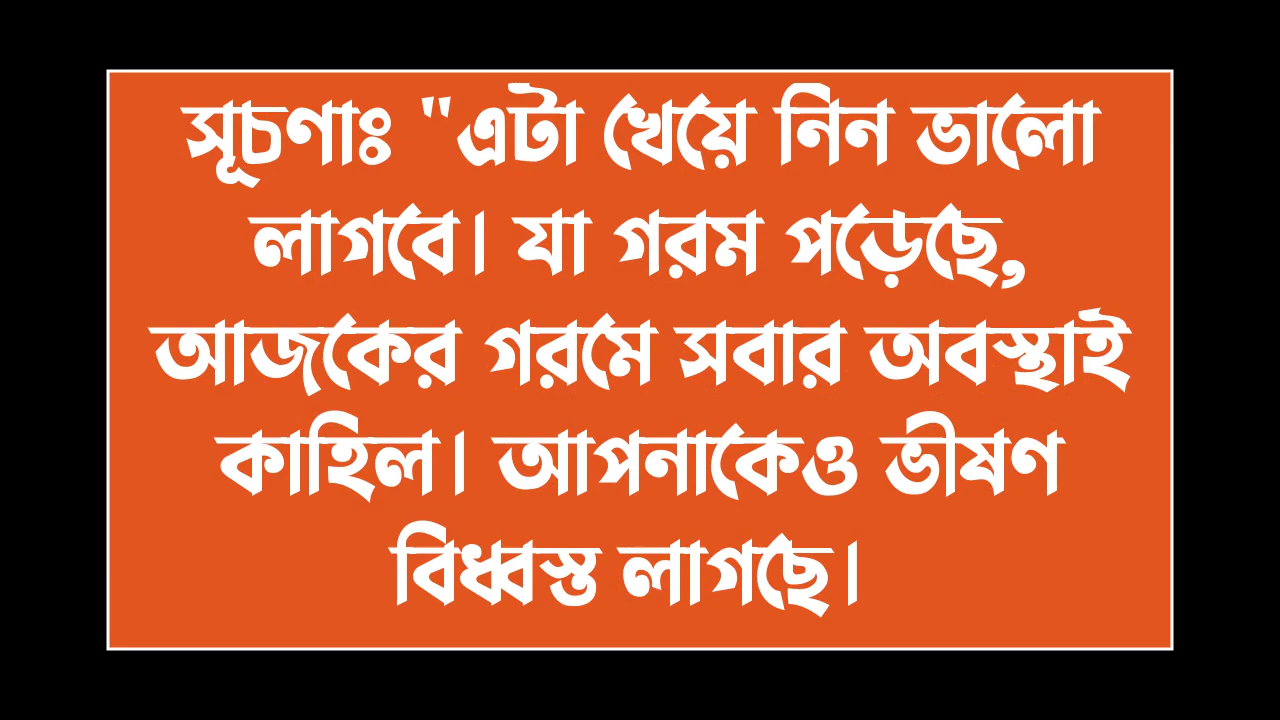 সূচণাঃ "এটা খেয়ে নিন ভালো
লাগবে। যা গরম পড়েছে,
আজকের গরমে সবার অবস্থাই
কাহিল। আপনাকেও ভীষণ
বিধ্বস্ত লাগছে।